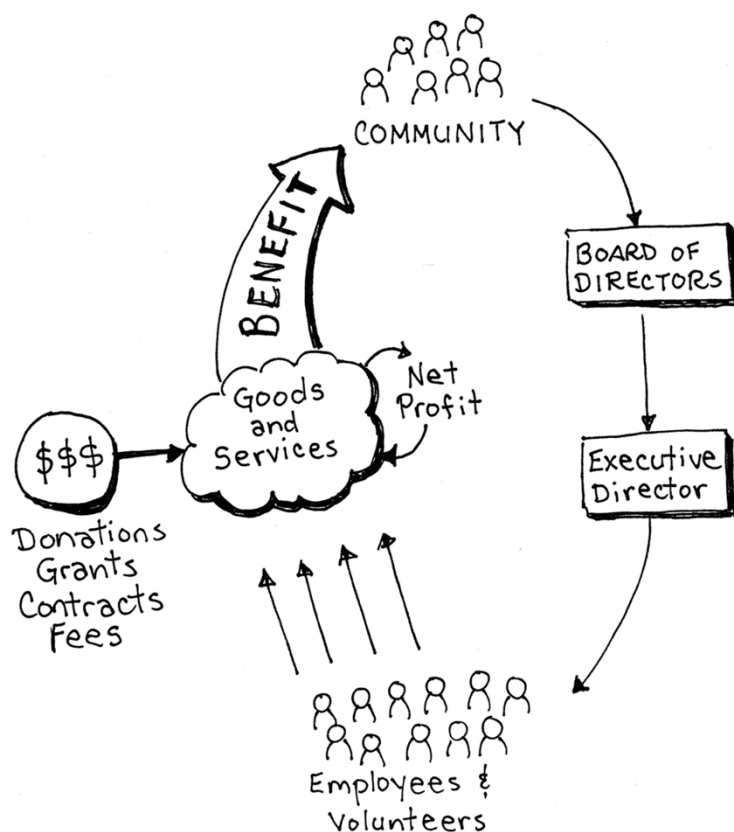 COMMUNITY
BENEFIT
BOARD OF
DIRECTORS
Goods
and
Services
Net
Profit
$$$
Donations
Grants
Contracts
Fees
Executive
Director
Employees &
Volunteers